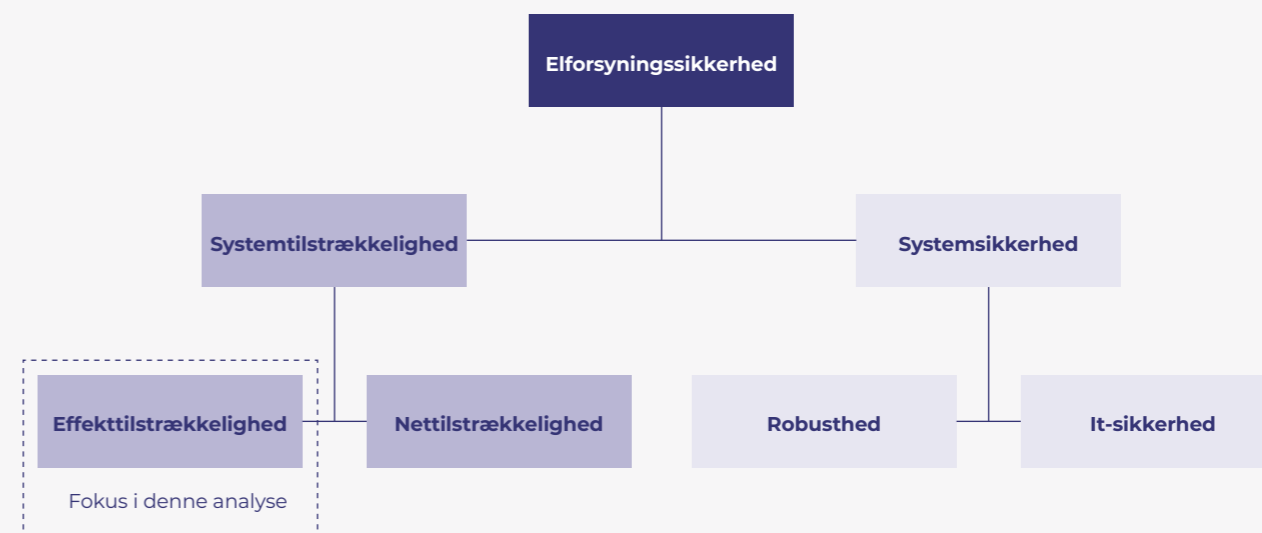 Elforsyningssikkerhed
Systemtilstrækkelighed
Systemsikkerhed
Effekttilstrækkelighed
Nettilstrækkelighed
Robusthed
It-sikkerhed
Fokus i denne analyse